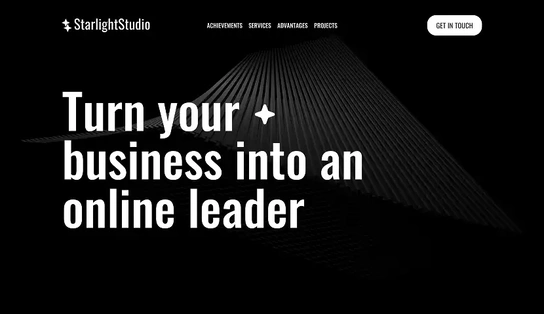 StarlightStudio
ACHIEVEMENTS SERVICES ADVANTAGES PROJECTS
GET IN TOUCH
Turn your
business into an
online leader